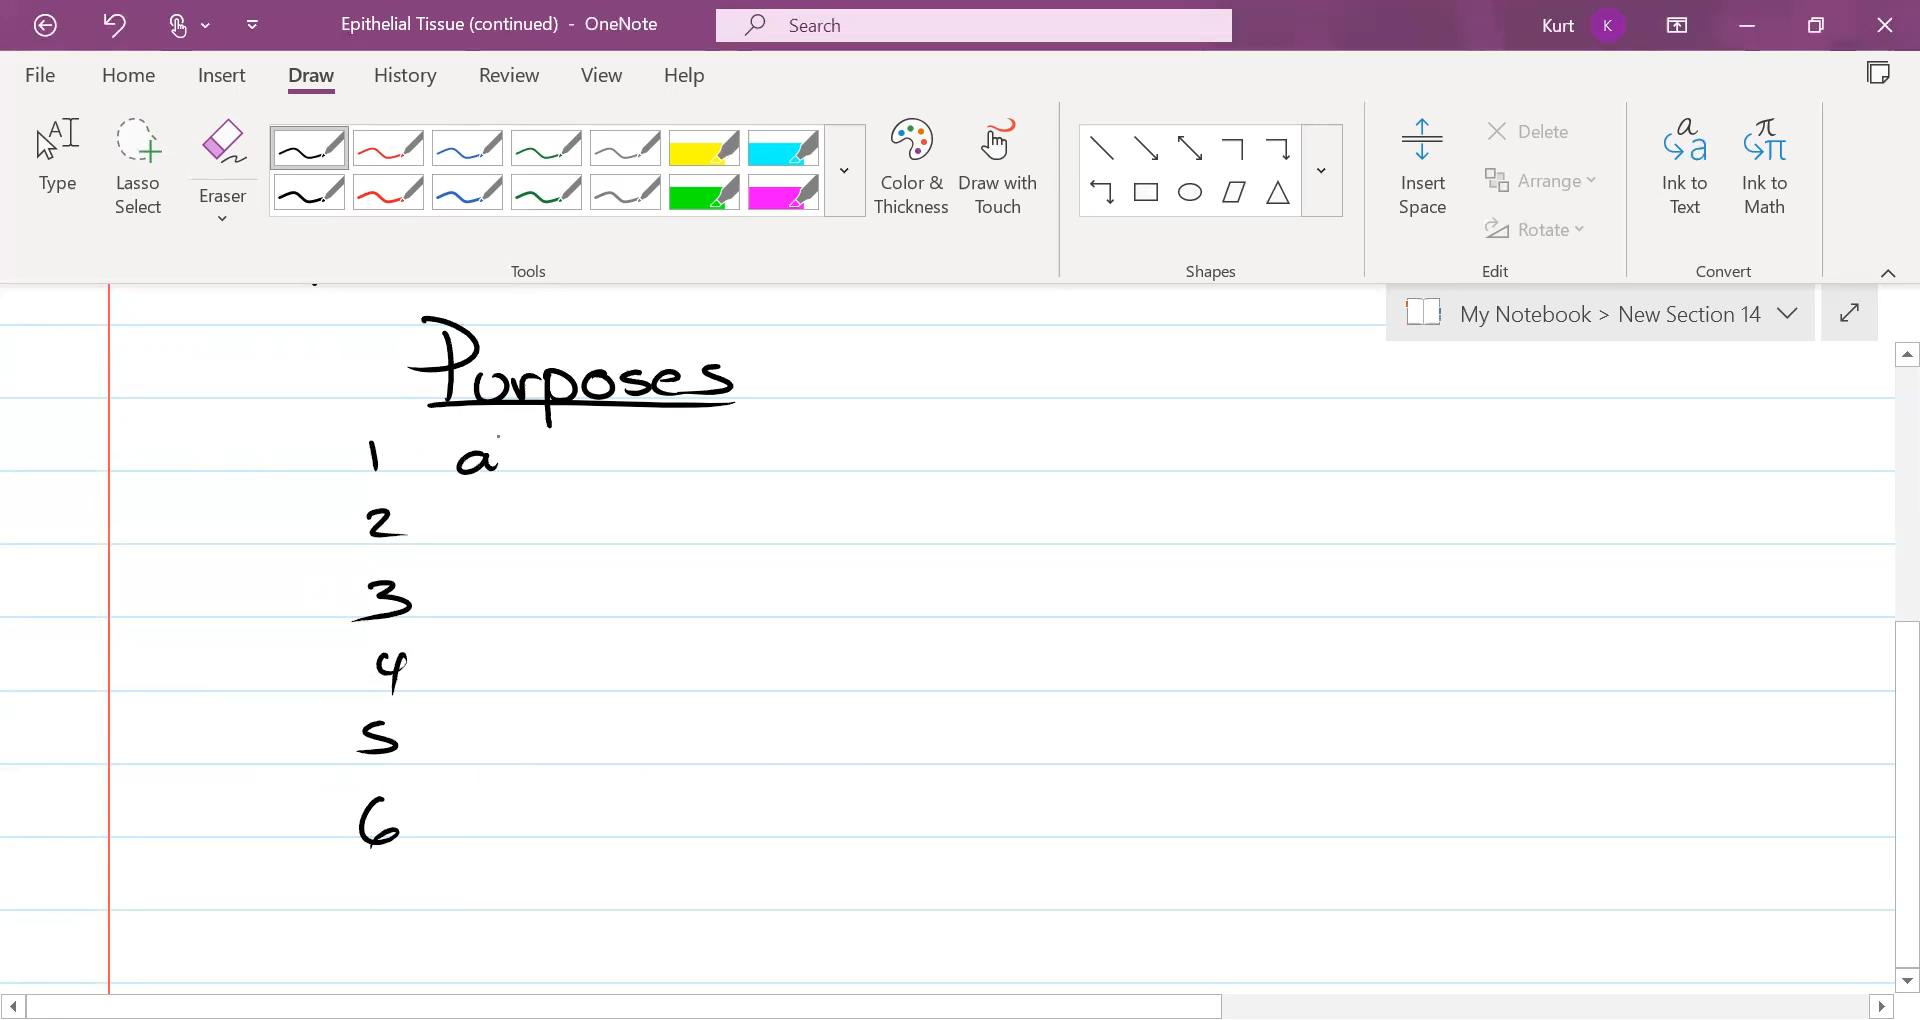 Epithelial Tissue (continued) - OneNote
Search
Kurt K
File Home Insert Draw History Review View Help
Type
Lasso Select
Eraser
Color & Thickness
Draw with Touch
Insert Space
Delete
Arrange
Rotate
Ink to Text
Ink to Math
Tools Shapes Edit Convert
My Notebook > New Section 14
Purposes
1 a
2
3
4
5
6